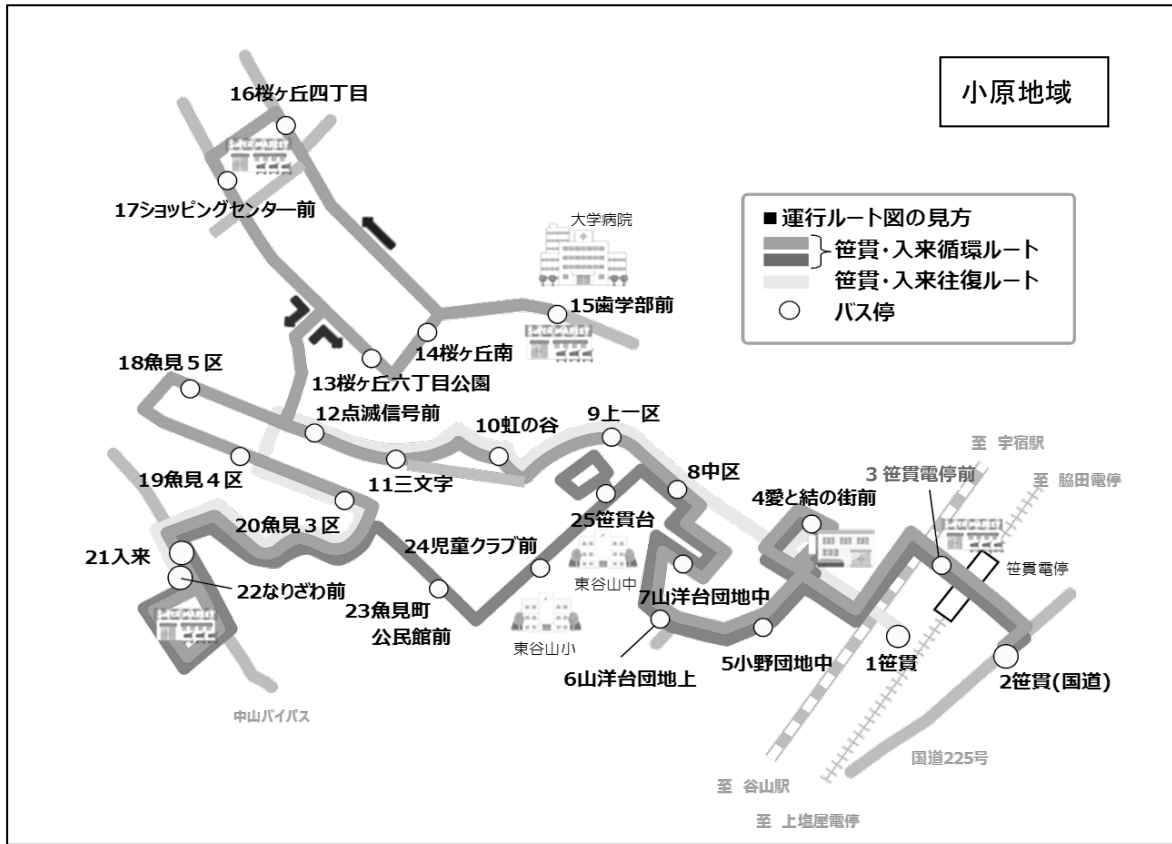 小原地域
16桜ヶ丘四丁目
SUPER MARKET
17ショッピングセンター前
■運行ルート図の見方
笹貫・入来循環ルート
笹貫・入来往復ルート
バス停
大学病院
15歯学部前
SUPER MARKET
14桜ヶ丘南
13桜ヶ丘六丁目公園
18魚見5区
12点滅信号前
10虹の谷
9上一区
11三文字
8中区
至 宇宿駅
3笹貫電停前
至 脇田電停
19魚見4区
4愛と結の街前
SUPER MARKET
20魚見3区
25笹貫台
24児童クラブ前
笹貫電停
21入来
東谷山中
22なりざわ前
7山洋台団地中
23魚見町
公民館前
SUPER MARKET
東谷山小
5小野団地中
1笹貫
6山洋台団地上
2笹貫(国道)
中山バイパス
国道225号
至 谷山駅
至 上塩屋電停